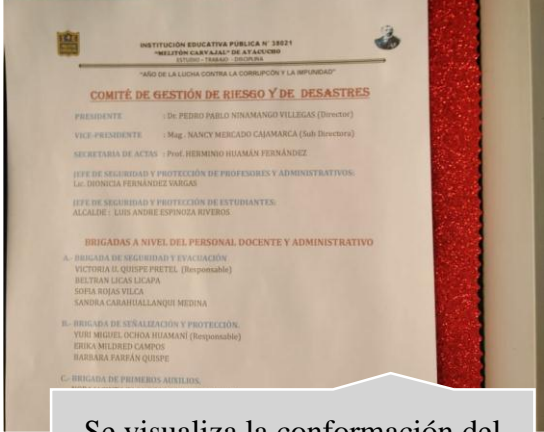 INSTITUCIÓN EDUCATIVA PÚBLICA N° 38021
"MELITÓN CARVAJAL" DE AYACUCHO
ESTUDIO - TRABAJO - DISCIPLINA
"AÑO DE LA LUCHA CONTRA LA CORRUPCÓN Y LA IMPUNIDAD"
COMITÉ DE GESTIÓN DE RIESGO Y DE DESASTRES
PRESIDENTE : Dr. PEDRO PABLO NINAMANGO VILLEGAS (Director)
VICE-PRESIDENTE : Mag. NANCY MERCADO CAJAMARCA (Sub Directora)
SECRETARIA DE ACTAS : Prof. HERMINIO HUAMÁN FERNÁNDEZ
JEFE DE SEGURIDAD Y PROTECCIÓN DE PROFESORES Y ADMINISTRATIVOS:
Lic. DIONICIA FERNÁNDEZ VARGAS
JEFE DE SEGURIDAD Y PROTECCIÓN DE ESTUDIANTES:
ALCALDE : LUIS ANDRE ESPINOZA RIVEROS
BRIGADAS A NIVEL DEL PERSONAL DOCENTE Y ADMINISTRATIVO
A.- BRIGADA DE SEGURIDAD Y EVACUACIÓN
VICTORIA U. QUISPE PRETEL (Responsable)
BELTRAN LICAS LICAPA
SOFIA ROJAS VILCA
SANDRA CARAHUALLANQUI MEDINA
B.- BRIGADA DE SEÑALIZACIÓN Y PROTECCIÓN.
YURI MIGUEL OCHOA HUAMANÍ (Responsable)
ERIKA MILDRED CAMPOS
BARBARA FARFÁN QUISPE
C.- BRIGADA DE PRIMEROS AUXILIOS.
Se visualiza la conformación del